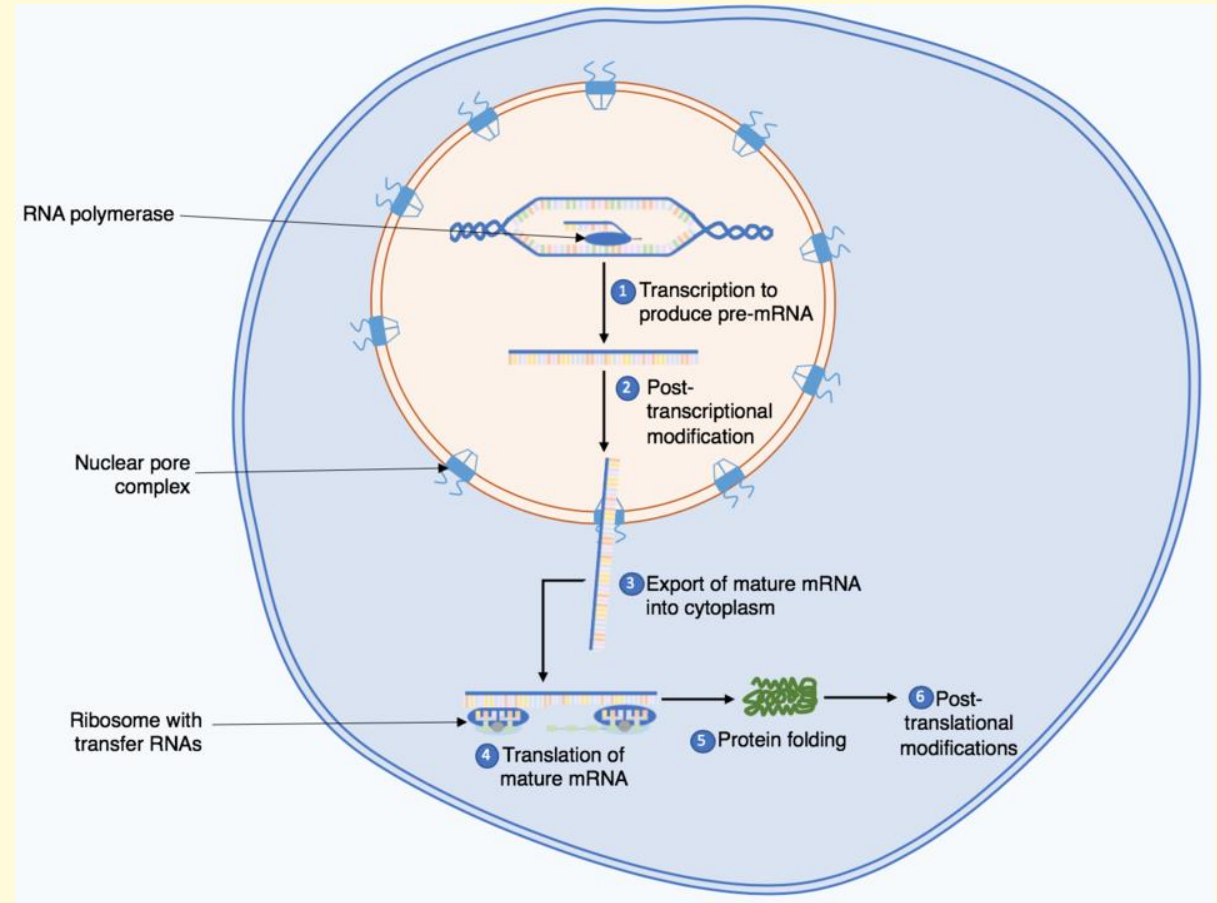 RNA polymerase
1 Transcription to
produce pre-mRNA
2 Post-
transcriptional
modification
Nuclear pore
complex
3 Export of mature mRNA
into cytoplasm
Ribosome with
transfer RNAs
4 Translation of
mature mRNA
5 Protein folding
6 Post-
translational
modifications